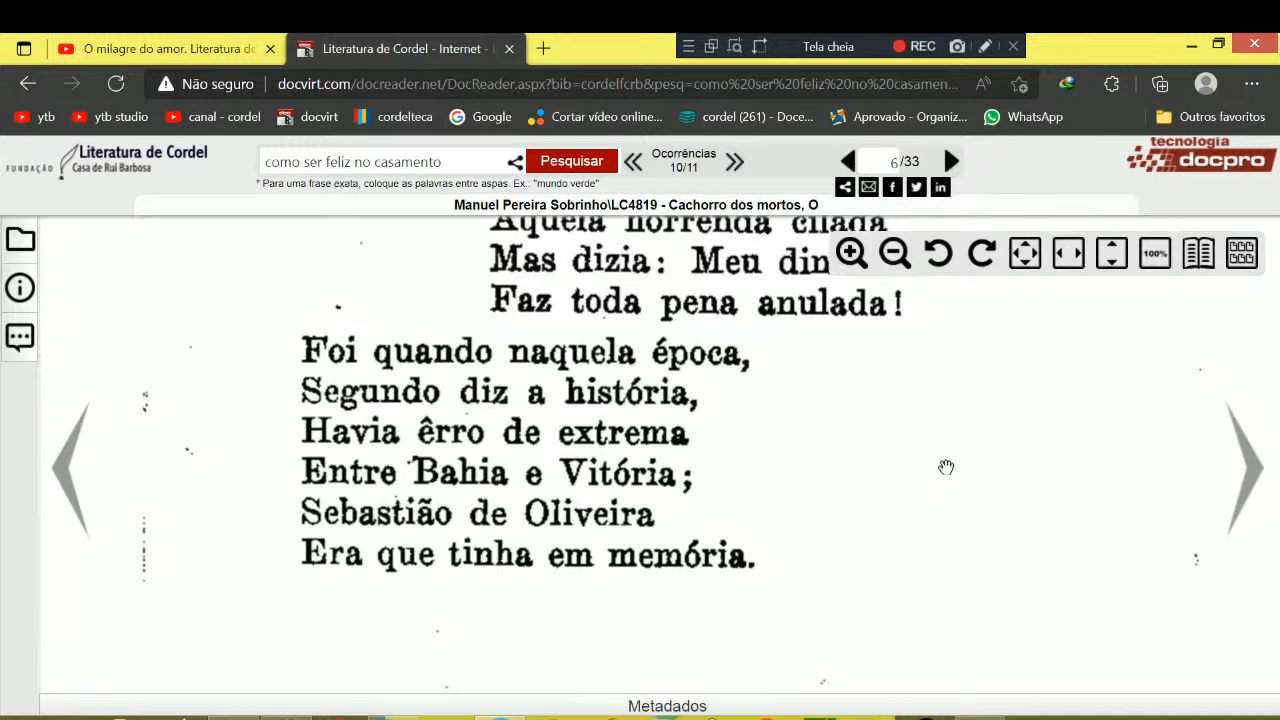 O milagre do amor. Literatura de
Literatura de Cordel - Internet - I
Tela cheia
REC
Não seguro
docvirt.com/docreader.net/DocReader.aspx?bib=cordelfcrb&pesq=como%20ser%20feliz%20no%20casamen...
ytb
ytb studio
canal - cordel
docvirt
cordelteca
Google
Cortar vídeo online...
cordel (261) - Doce...
Aprovado - Organiz...
WhatsApp
Outros favoritos
FUNDAÇÃO
Literatura de Cordel
Casa de Rui Barbosa
como ser feliz no casamento
Pesquisar
Ocorrências
10/11
6 /33
tecnologia
docpro
* Para uma frase exata, coloque as palavras entre aspas. Ex.: "mundo verde"
Manuel Pereira Sobrinho\LC4819 - Cachorro dos mortos, O
100%
Aquela horrenda cilada
Mas dizia: Meu din
Faz toda pena anulada!
Foi quando naquela época,
Segundo diz a história,
Havia êrro de extrema
Entre Bahia e Vitória;
Sebastião de Oliveira
Era que tinha em memória.
Metadados